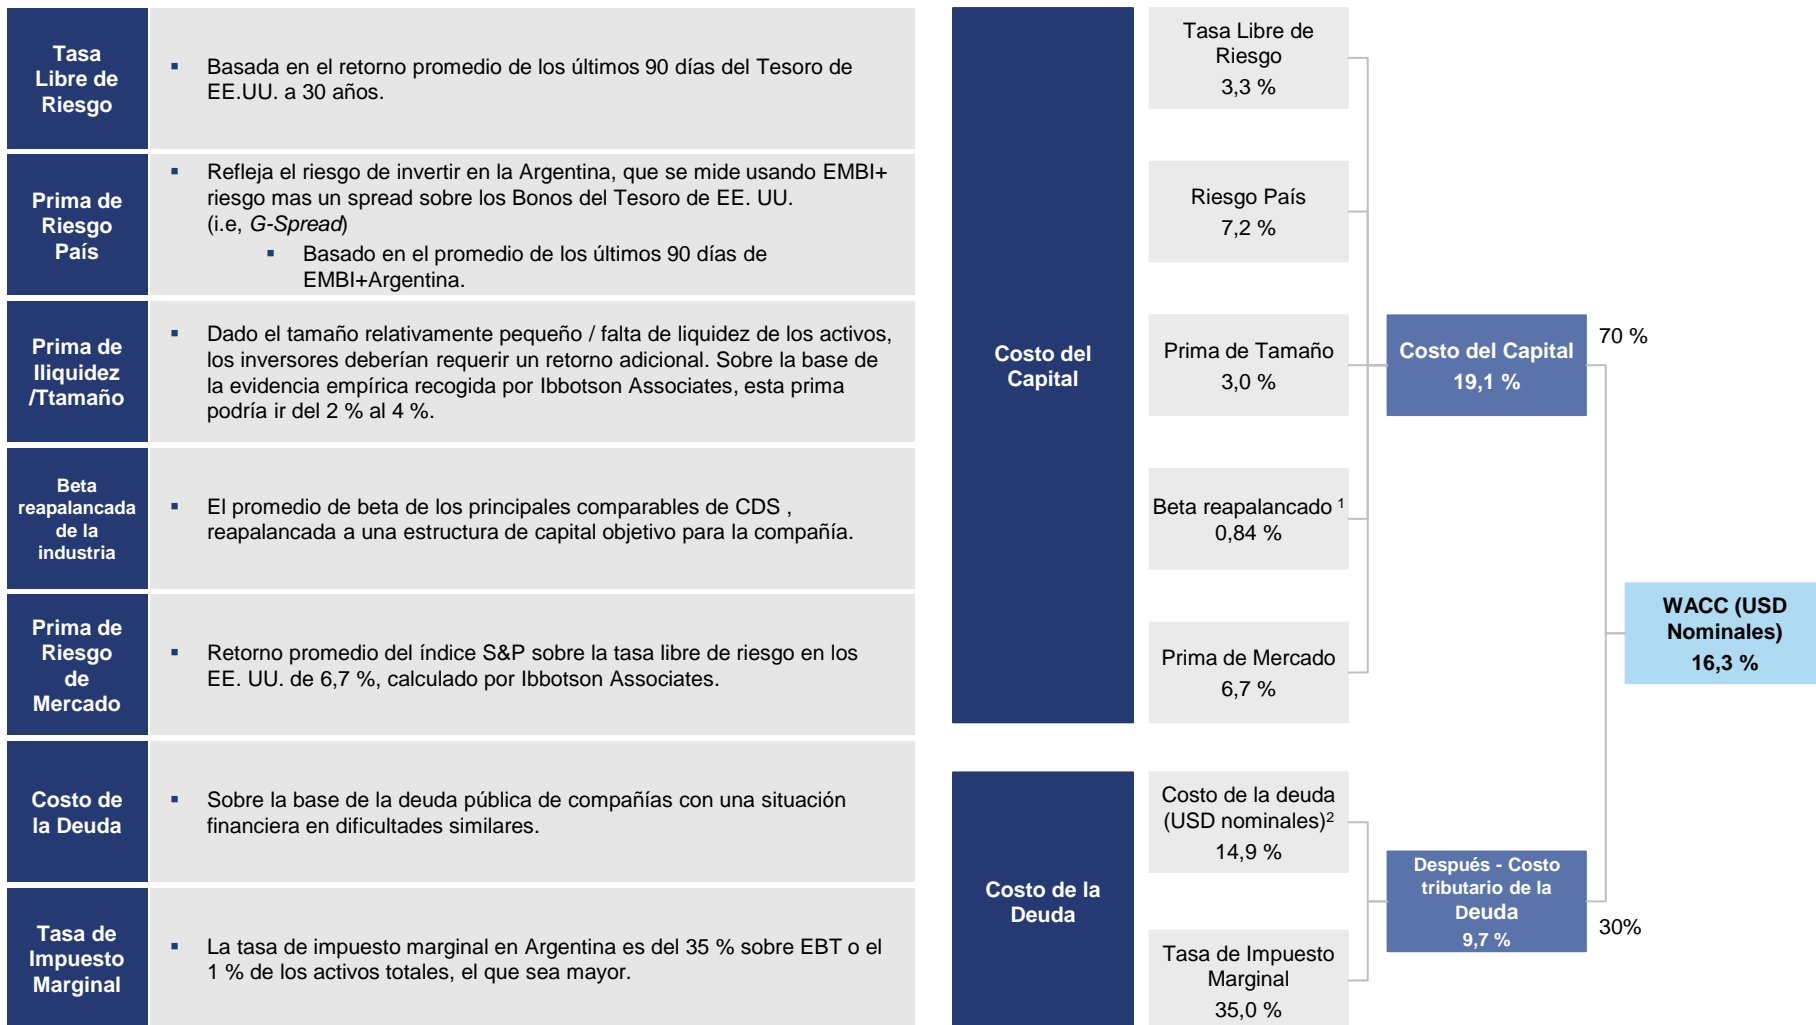 Tasa
Libre de
Riesgo
▪ Basada en el retorno promedio de los últimos 90 días del Tesoro de
EE.UU. a 30 años.
Prima de
Riesgo
País
▪ Refleja el riesgo de invertir en la Argentina, que se mide usando EMBI+
riesgo mas un spread sobre los Bonos del Tesoro de EE. UU.
(i.e, G-Spread)
▪ Basado en el promedio de los últimos 90 días de
EMBI+Argentina.
Prima de
Iliquidez
/Ttamaño
▪ Dado el tamaño relativamente pequeño / falta de liquidez de los activos,
los inversores deberían requerir un retorno adicional. Sobre la base de
la evidencia empírica recogida por Ibbotson Associates, esta prima
podría ir del 2 % al 4 %.
Beta
reapalancada
de la
industria
▪ El promedio de beta de los principales comparables de CDS ,
reapalancada a una estructura de capital objetivo para la compañía.
Prima de
Riesgo
de
Mercado
▪ Retorno promedio del índice S&P sobre la tasa libre de riesgo en los
EE. UU. de 6,7 %, calculado por Ibbotson Associates.
Costo de
la Deuda
▪ Sobre la base de la deuda pública de compañías con una situación
financiera en dificultades similares.
Tasa de
Impuesto
Marginal
▪ La tasa de impuesto marginal en Argentina es del 35 % sobre EBT o el
1 % de los activos totales, el que sea mayor.
Costo del
Capital
Tasa Libre de
Riesgo
3,3 %
Riesgo País
7,2 %
Prima de Tamaño
3,0 %
Beta reapalancado ¹
0,84 %
Prima de Mercado
6,7 %
Costo del Capital
19,1 %
70 %
Costo de la
Deuda
Costo de la deuda
(USD nominales)²
14,9 %
Tasa de Impuesto
Marginal
35,0 %
Después - Costo
tributario de la
Deuda
9,7 %
30%
WACC (USD
Nominales)
16,3 %